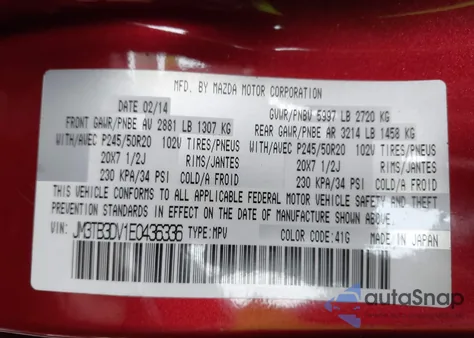 MFD. BY MAZDA MOTOR CORPORATION
DATE 02/14 GVWR/PNBV 5997 LB 2720 KG
FRONT GAWR/PNBE AV 2881 LB 1307 KG REAR GAWR/PNBE AR 3214 LB 1458 KG
WITH/AVEC P245/50R20 102V TIRES/PNEUS WITH/AVEC P245/50R20 102V TIRES/PNEUS
20X7 1/2J RIMS/JANTES 20X7 1/2J RIMS/JANTES
230 KPA/34 PSI COLD/A FROID 230 KPA/34 PSI COLD/A FROID
THIS VEHICLE CONFORMS TO ALL APPLICABLE FEDERAL MOTOR VEHICLE SAFETY AND THEFT
PREVENTION STANDARDS IN EFFECT ON THE DATE OF MANUFACTURE SHOWN ABOVE.
VIN: JM3TB3DV1E0436336 TYPE:MPV COLOR CODE:41G MADE IN JAPAN
autoSnap